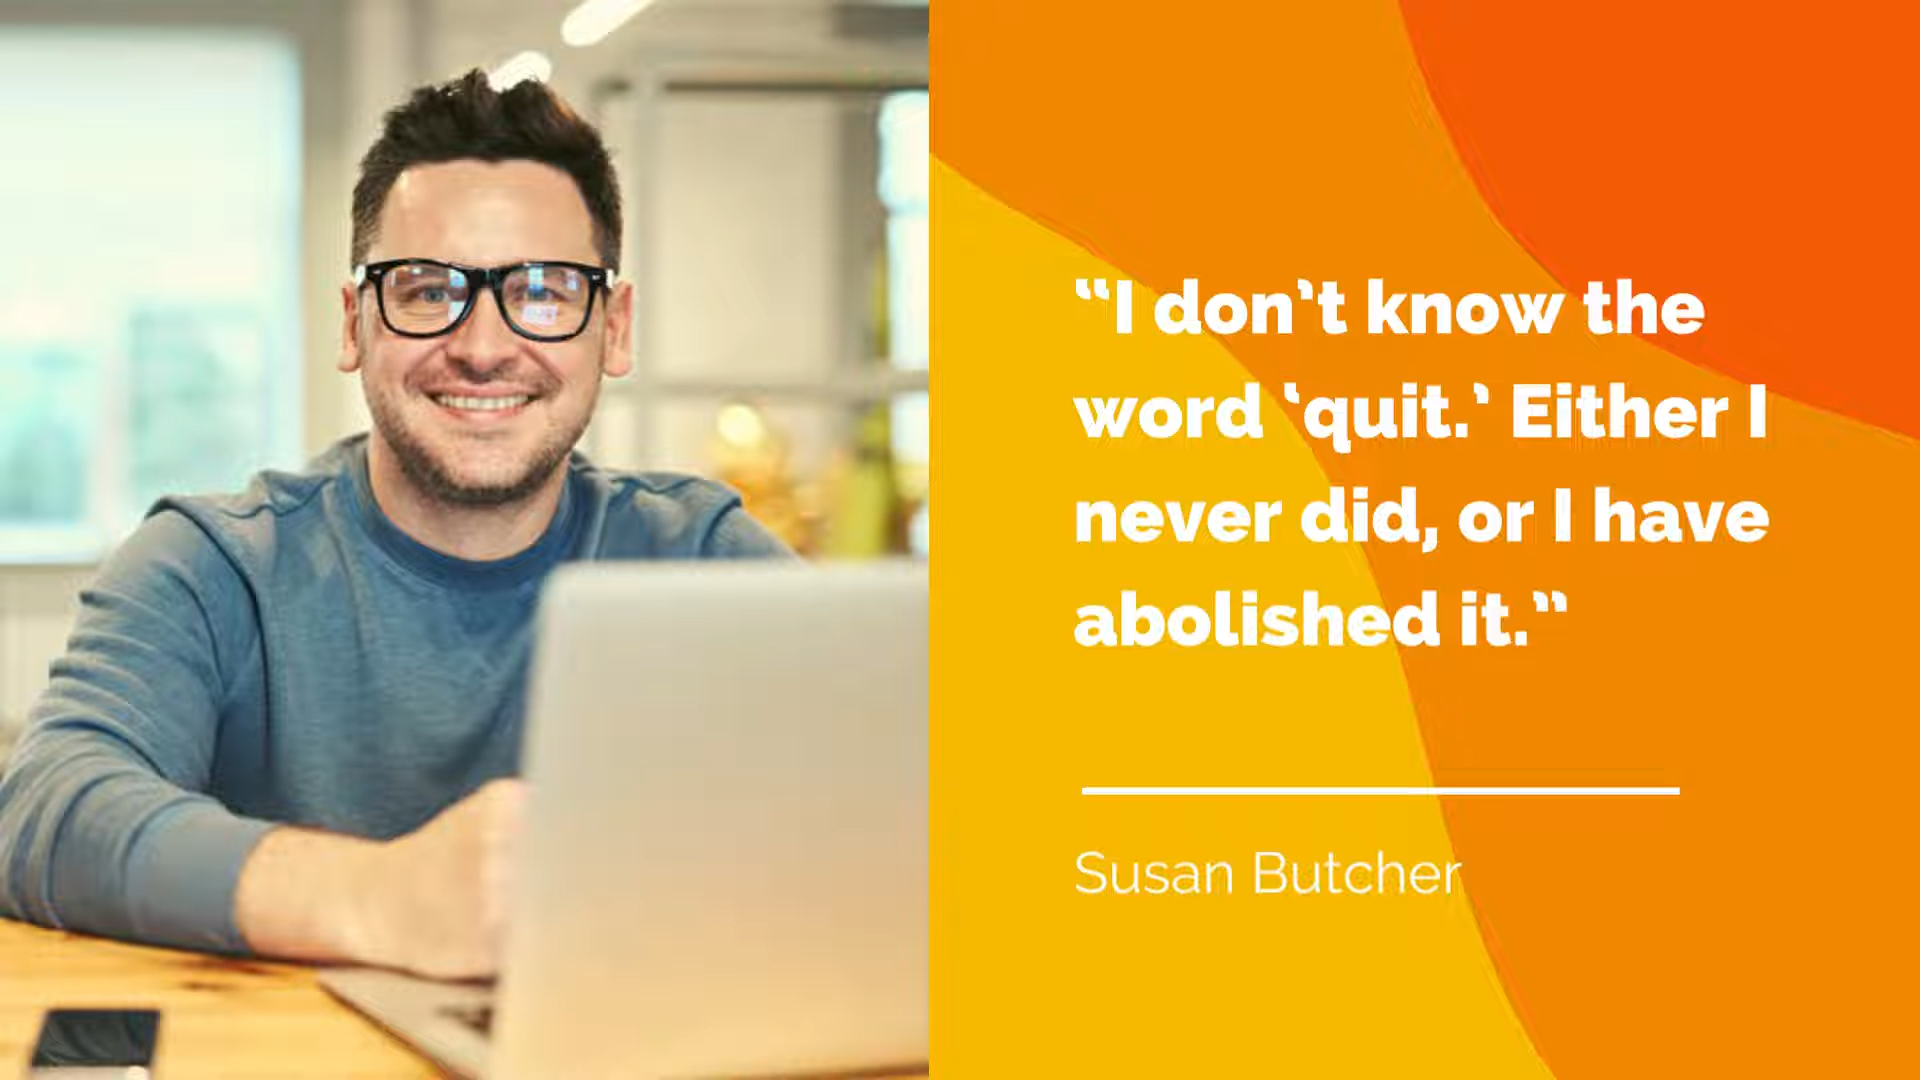 “I don’t know the
word ‘quit.’ Either I
never did, or I have
abolished it.”
Susan Butcher